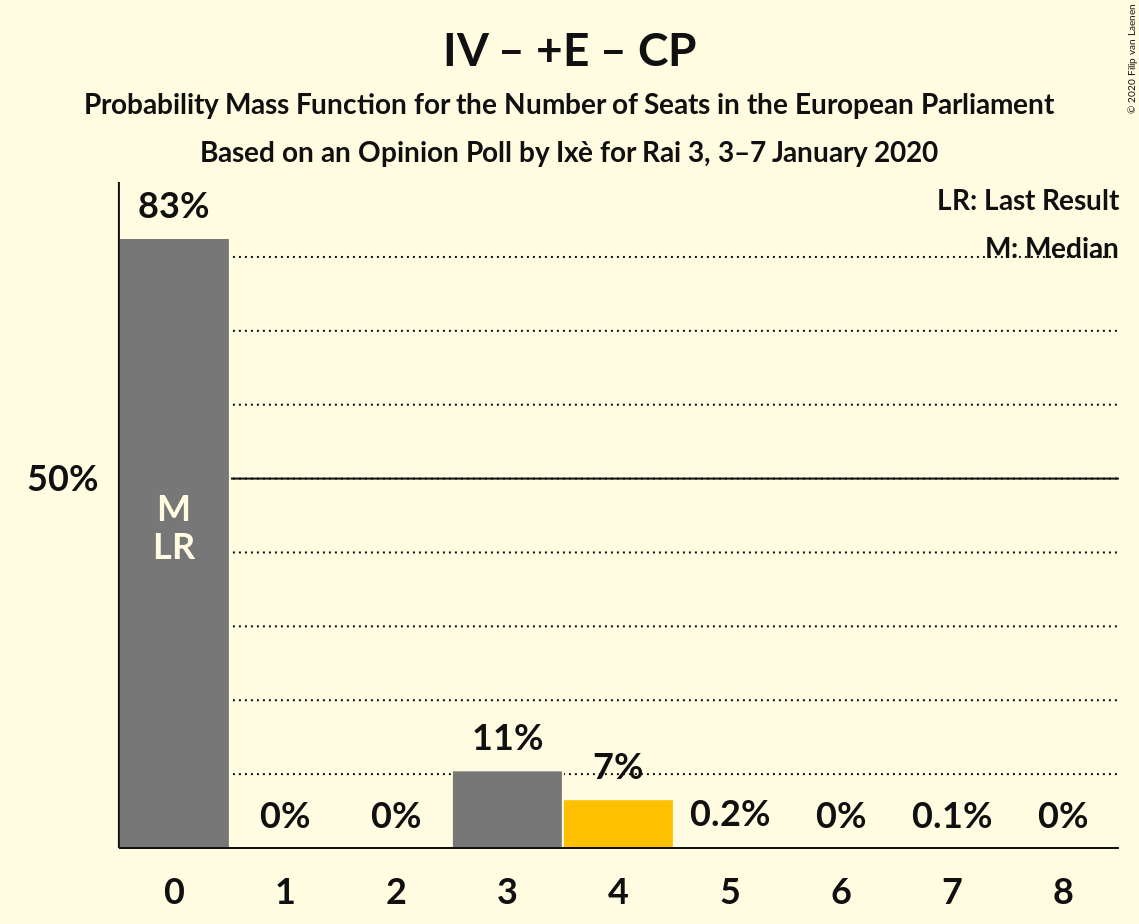 IV – +E – CP
Probability Mass Function for the Number of Seats in the European Parliament
Based on an Opinion Poll by Ixè for Rai 3, 3–7 January 2020
© 2020 Filip van Laenen
LR: Last Result
M: Median
83%
50%
M
LR
11%
7%
0%
0%
0.2%
0%
0.1%
0%
0 1 2 3 4 5 6 7 8